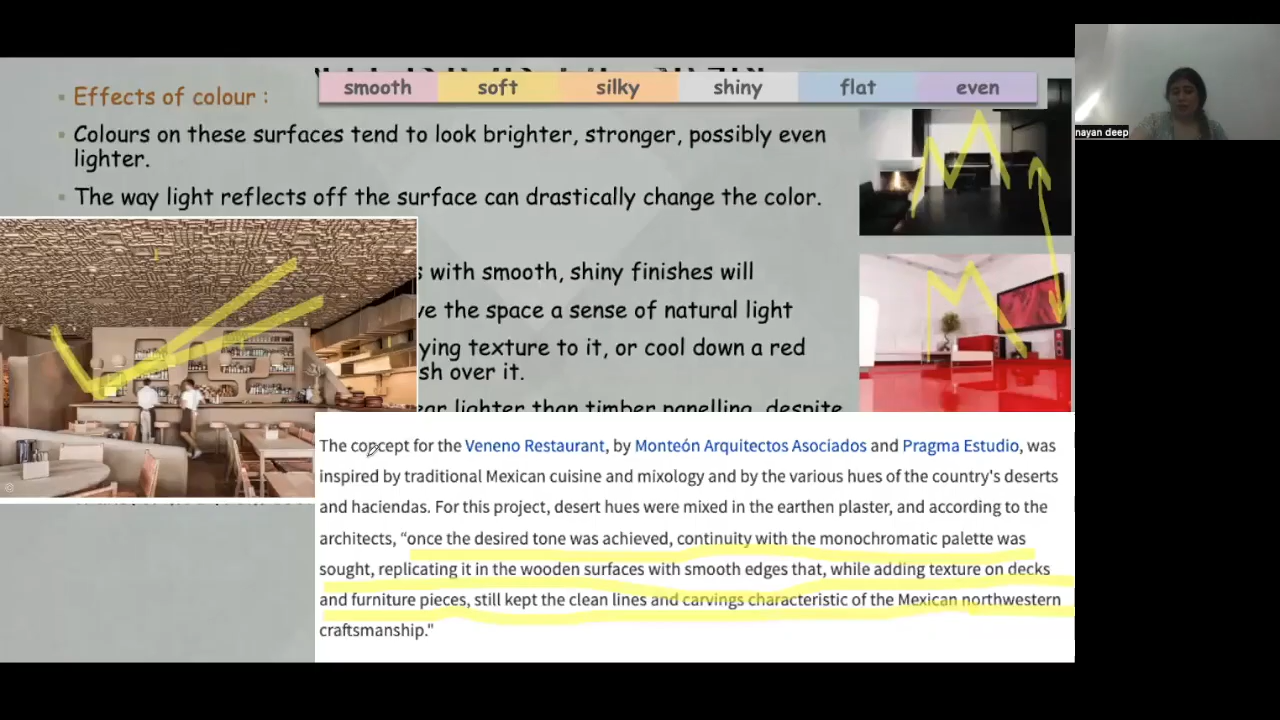 smooth soft silky shiny flat even
Effects of colour :
Colours on these surfaces tend to look brighter, stronger, possibly even
lighter.
The way light reflects off the surface can drastically change the color.
with smooth, shiny finishes will
the space a sense of natural light
texture to it, or cool down a red
over it.
lighter than timber panelling, despite
The concept for the Veneno Restaurant, by Monteón Arquitectos Asociados and Pragma Estudio, was
inspired by traditional Mexican cuisine and mixology and by the various hues of the country's deserts
and haciendas. For this project, desert hues were mixed in the earthen plaster, and according to the
architects, “once the desired tone was achieved, continuity with the monochromatic palette was
sought, replicating it in the wooden surfaces with smooth edges that, while adding texture on decks
and furniture pieces, still kept the clean lines and carvings characteristic of the Mexican northwestern
craftsmanship."
nayan deep